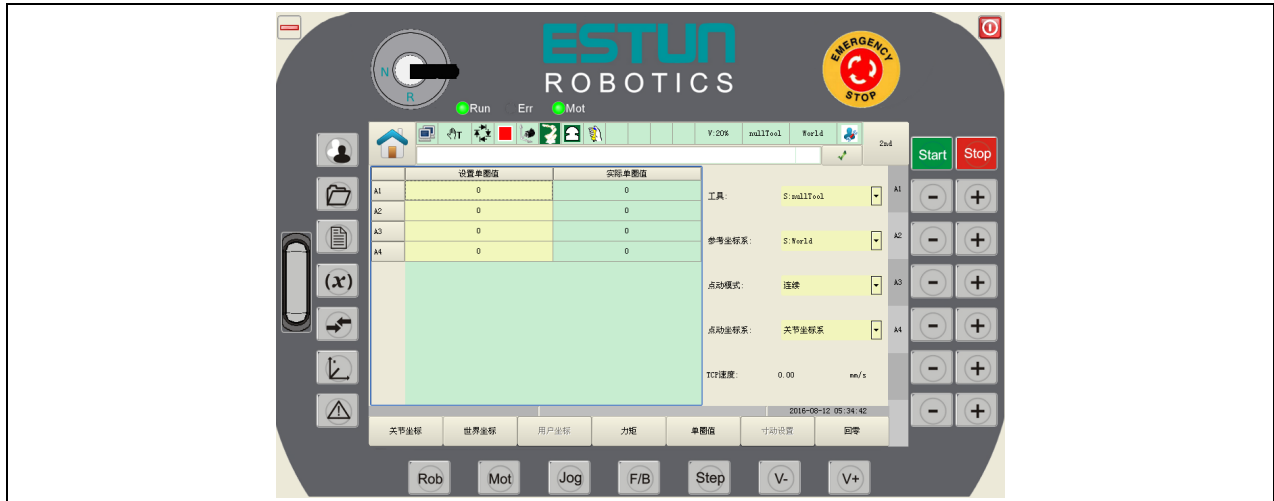 ESTUN
ROBOTICS
N
R
EMERGENCY
STOP
Run Err Mot
T
V:20% nullTool World
2nd
Start Stop
设置单圈值 实际单圈值
A1 0 0
A2 0 0
A3 0 0
A4 0 0
工具: S:nullTool
参考坐标系: S:World
点动模式: 连续
点动坐标系: 关节坐标系
TCP速度: 0.00 mm/s
A1 - +
A2 - +
A3 - +
A4 - +
- +
- +
(x)
2016-08-12 05:34:42
关节坐标 世界坐标 用户坐标 力矩 单圈值 寸动设置 回零
Rob Mot Jog F/B Step V- V+